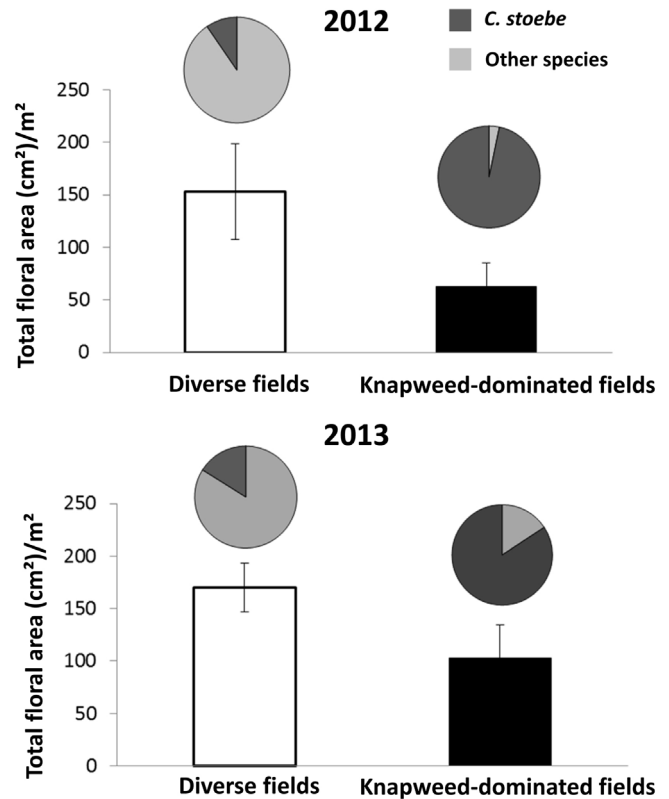 2012
C. stoebe
Other species
Total floral area (cm²)/m²
250
200
150
100
50
0
Diverse fields
Knapweed-dominated fields
2013
Total floral area (cm²)/m²
250
200
150
100
50
0
Diverse fields
Knapweed-dominated fields